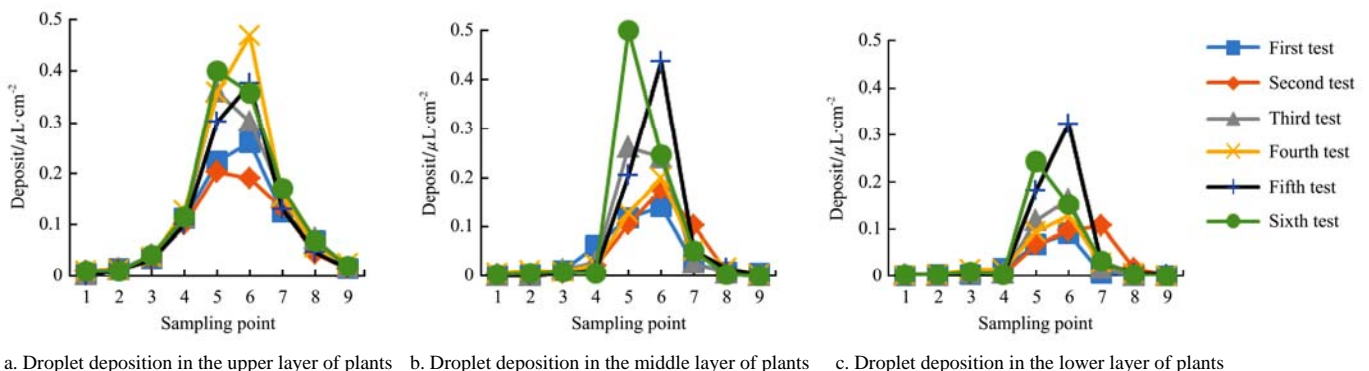 0.5
0.4
0.3
0.2
0.1
0
Deposit/μL·cm-2
1 2 3 4 5 6 7 8 9
Sampling point
a. Droplet deposition in the upper layer of plants
0.5
0.4
0.3
0.2
0.1
0
Deposit/μL·cm-2
1 2 3 4 5 6 7 8 9
Sampling point
b. Droplet deposition in the middle layer of plants
0.5
0.4
0.3
0.2
0.1
0
Deposit/μL·cm-2
1 2 3 4 5 6 7 8 9
Sampling point
c. Droplet deposition in the lower layer of plants
First test
Second test
Third test
Fourth test
Fifth test
Sixth test